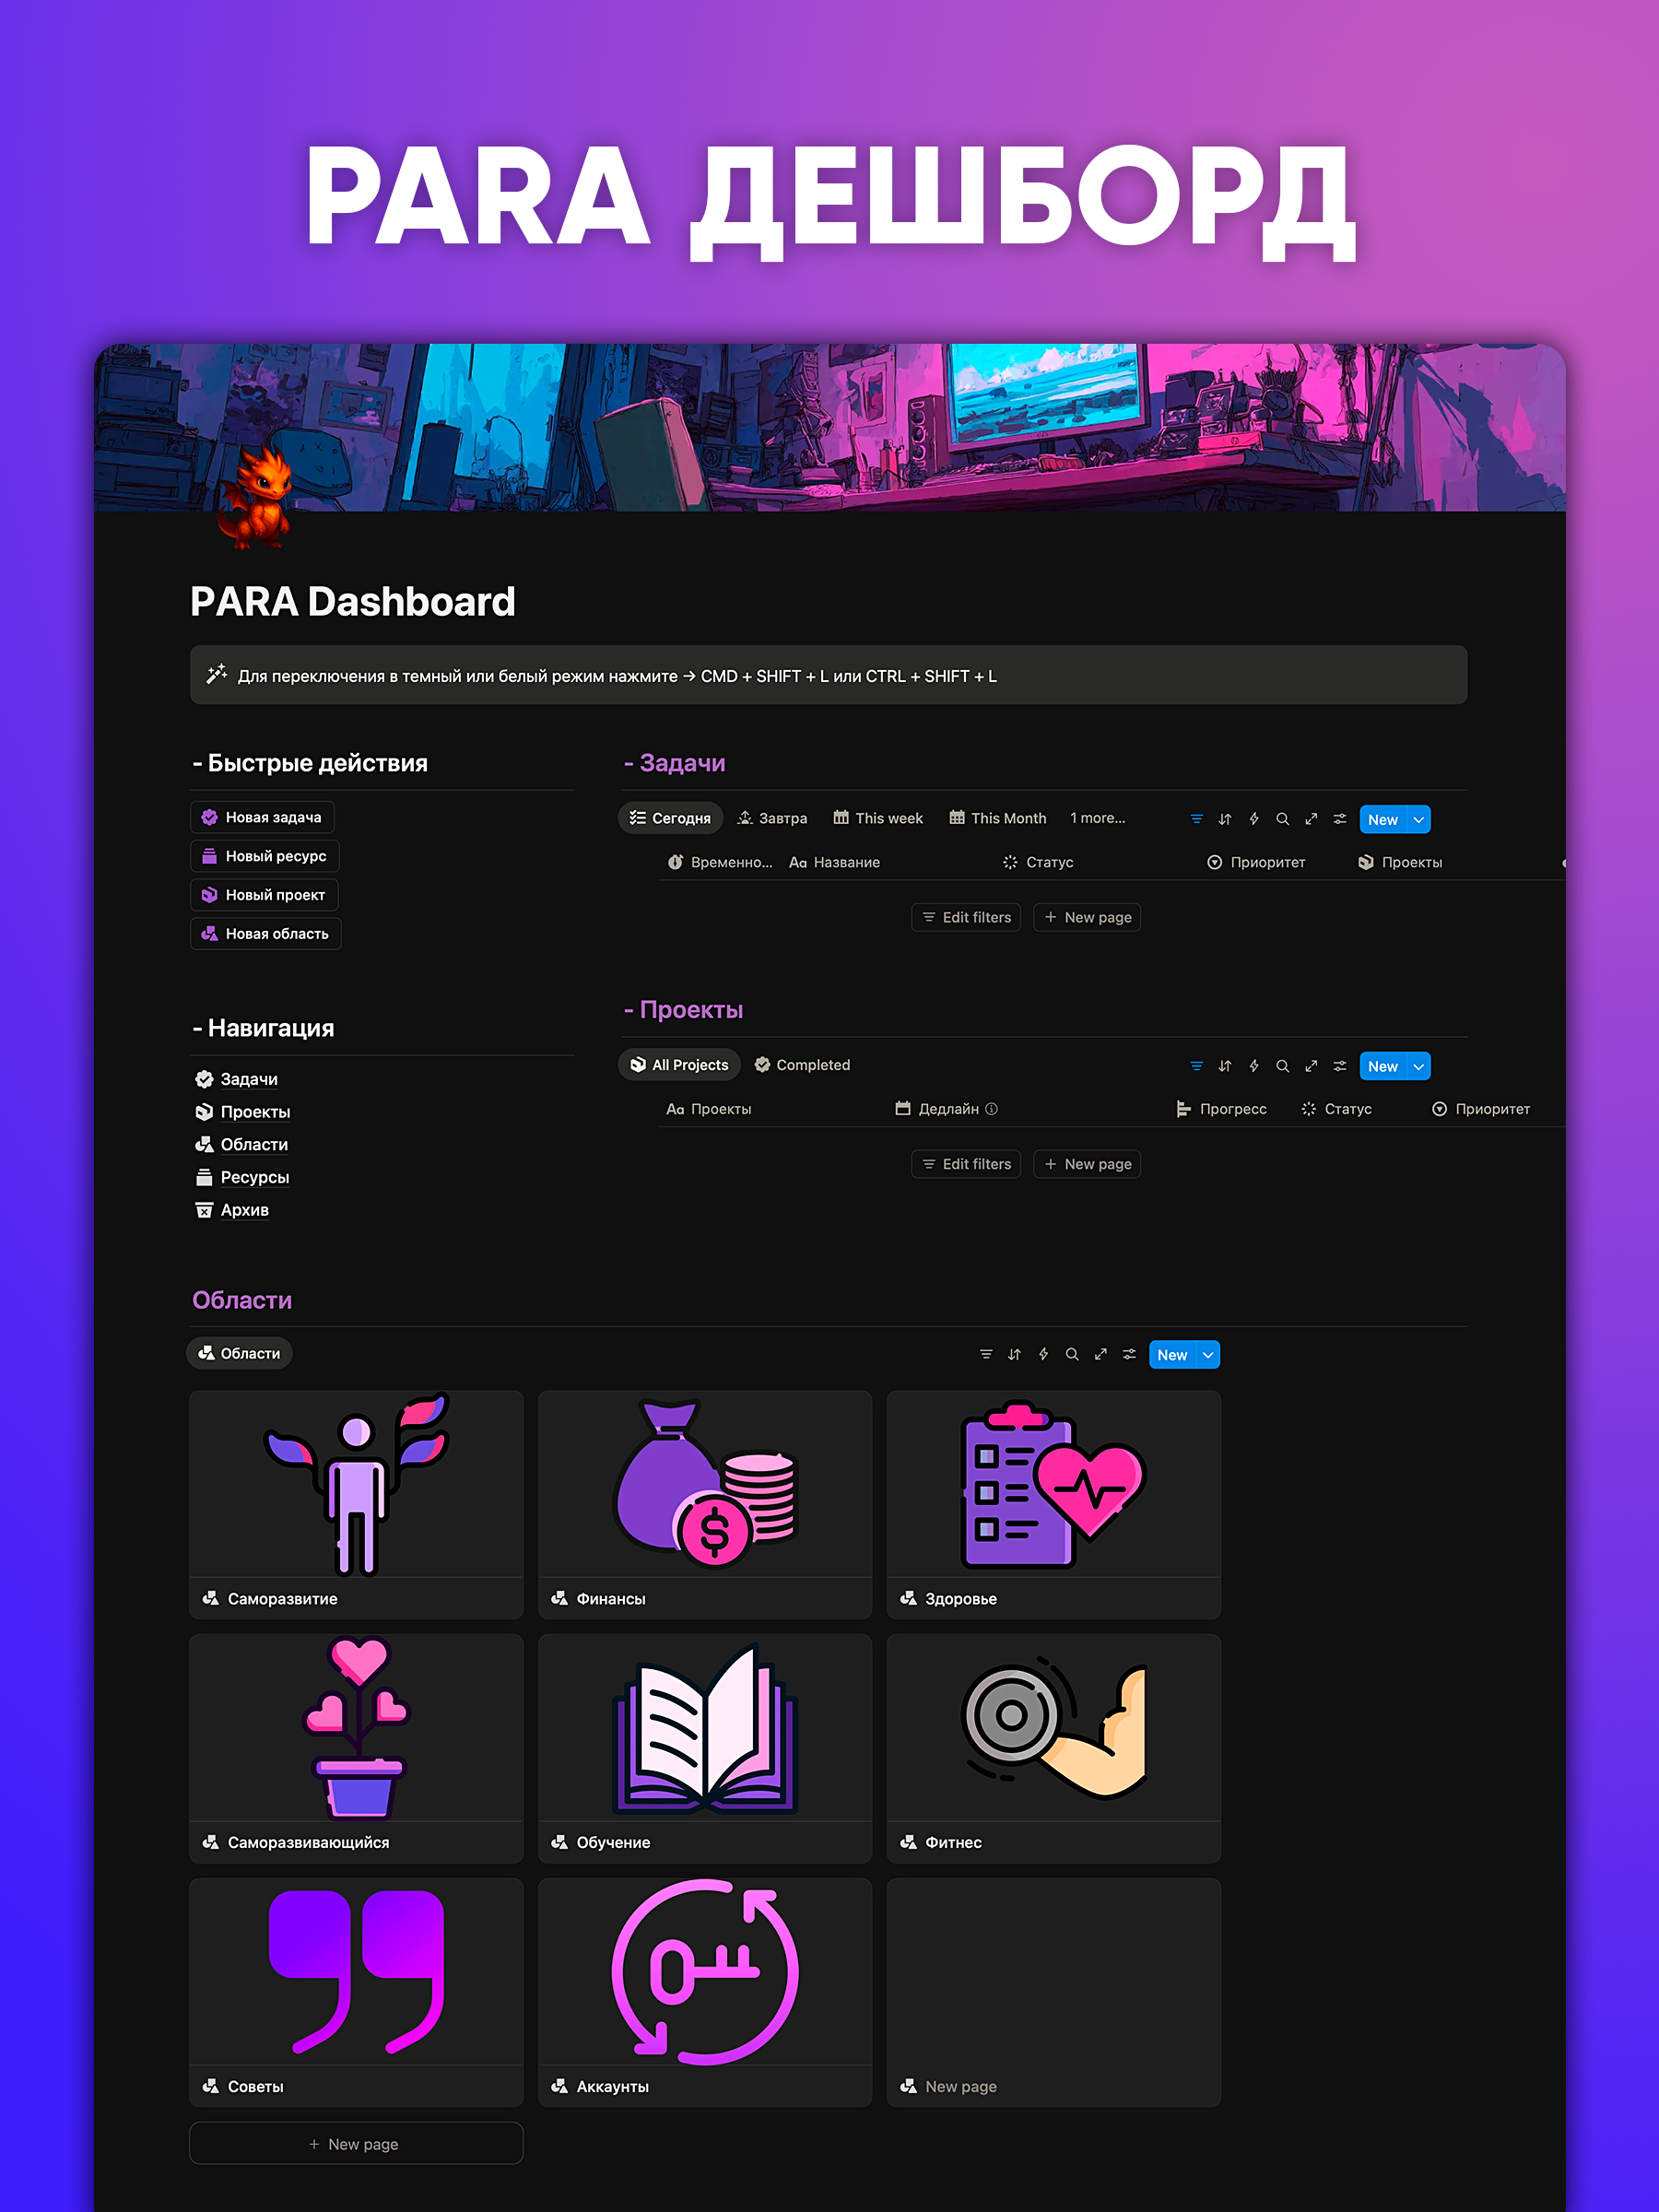 PARA ДЕШБОРД
PARA Dashboard
Для переключения в темный или белый режим нажмите → CMD + SHIFT + L или CTRL + SHIFT + L
- Быстрые действия
Новая задача
Новый ресурс
Новый проект
Новая область
- Навигация
Задачи
Проекты
Области
Ресурсы
Архив
- Задачи
Сегодня Завтра This week This Month 1 more... New
Временно... Aa Название Статус Приоритет Проекты
Edit filters + New page
- Проекты
All Projects Completed New
Aa Проекты Дедлайн Прогресс Статус Приоритет
Edit filters + New page
Области
Области New
Саморазвитие Финансы Здоровье
Саморазвивающийся Обучение Фитнес
Советы Аккаунты New page
+ New page